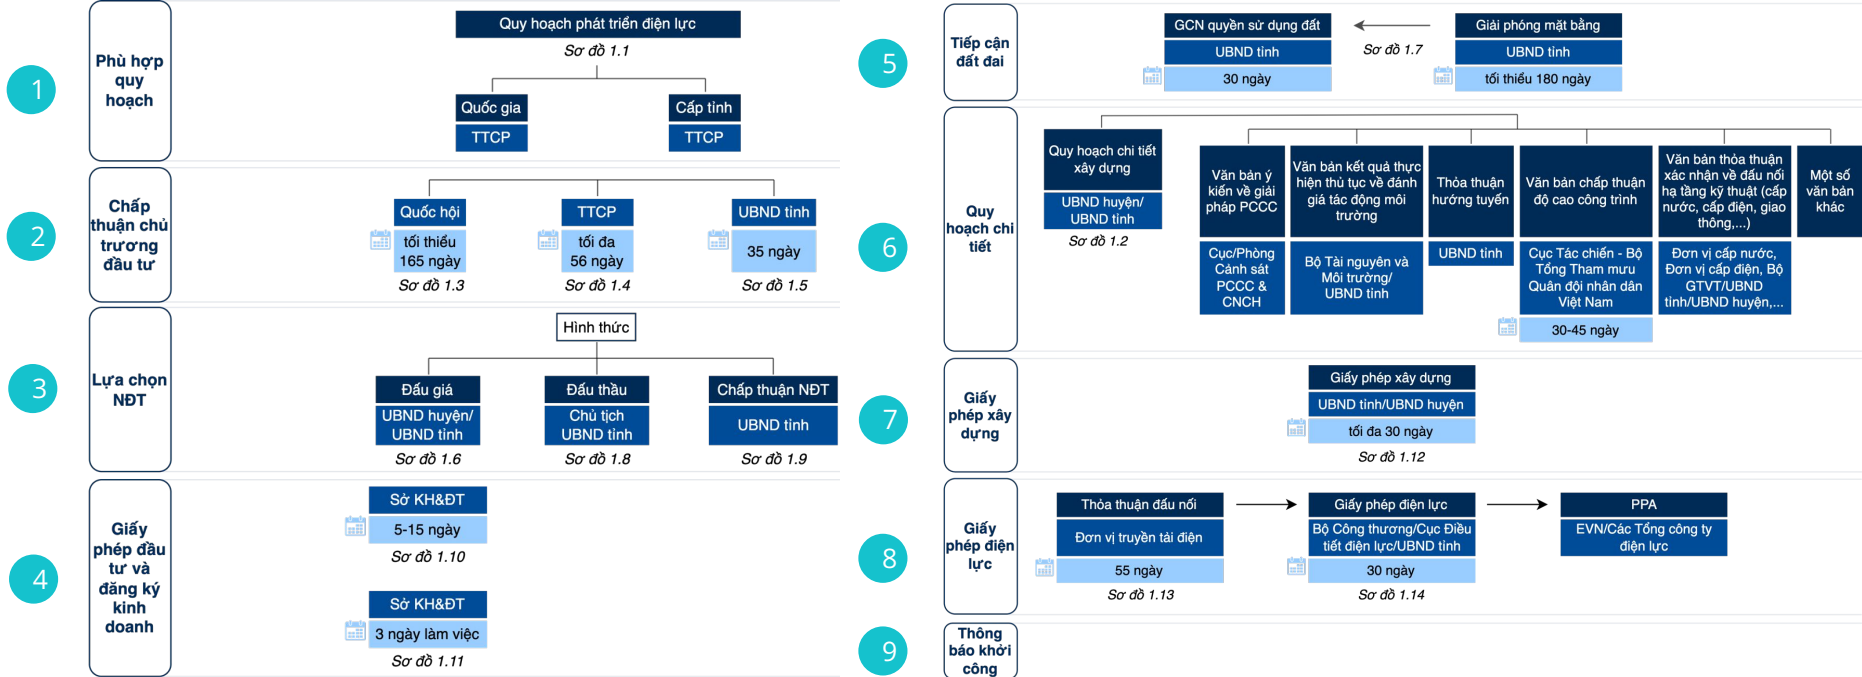 1
Phù hợp
quy
hoạch
Quy hoạch phát triển điện lực
Sơ đồ 1.1
Quốc gia
TTCP
Cấp tỉnh
TTCP
2
Chấp
thuận chủ
trương
đầu tư
Quốc hội
tối thiểu
165 ngày
Sơ đồ 1.3
TTCP
tối đa
56 ngày
Sơ đồ 1.4
UBND tỉnh
35 ngày
Sơ đồ 1.5
3
Lựa chọn
NĐT
Hình thức
Đấu giá
UBND huyện/
UBND tỉnh
Sơ đồ 1.6
Đấu thầu
Chủ tịch
UBND tỉnh
Sơ đồ 1.8
Chấp thuận NĐT
UBND tỉnh
Sơ đồ 1.9
4
Giấy
phép đầu
tư và
đăng ký
kinh
doanh
Sở KH&ĐT
5-15 ngày
Sơ đồ 1.10
Sở KH&ĐT
3 ngày làm việc
Sơ đồ 1.11
5
Tiếp cận
đất đai
GCN quyền sử dụng đất
UBND tỉnh
30 ngày
Sơ đồ 1.7
Giải phóng mặt bằng
UBND tỉnh
tối thiểu 180 ngày
6
Quy
hoạch chi
tiết
Quy hoạch chi tiết
xây dựng
UBND huyện/
UBND tỉnh
Sơ đồ 1.2
Văn bản ý
kiến về giải
pháp PCCC
Cục/Phòng
Cảnh sát
PCCC &
CNCH
Văn bản kết quả thực
hiện thủ tục về đánh
giá tác động môi
trường
Bộ Tài nguyên và
Môi trường/
UBND tỉnh
Thỏa thuận
hướng tuyến
UBND tỉnh
Văn bản chấp thuận
độ cao công trình
Cục Tác chiến - Bộ
Tổng Tham mưu
Quân đội nhân dân
Việt Nam
30-45 ngày
Văn bản thỏa thuận
xác nhận về đấu nối
hạ tầng kỹ thuật (cấp
nước, cấp điện, giao
thông,...)
Đơn vị cấp nước,
Đơn vị cấp điện, Bộ
GTVT/UBND
tỉnh/UBND huyện,...
Một số
văn bản
khác
7
Giấy
phép xây
dựng
Giấy phép xây dựng
UBND tỉnh/UBND huyện
tối đa 30 ngày
Sơ đồ 1.12
8
Giấy
phép điện
lực
Thỏa thuận đấu nối
Đơn vị truyền tải điện
55 ngày
Sơ đồ 1.13
Giấy phép điện lực
Bộ Công thương/Cục Điều
tiết điện lực/UBND tỉnh
30 ngày
Sơ đồ 1.14
PPA
EVN/Các Tổng công ty
điện lực
9
Thông
báo khởi
công